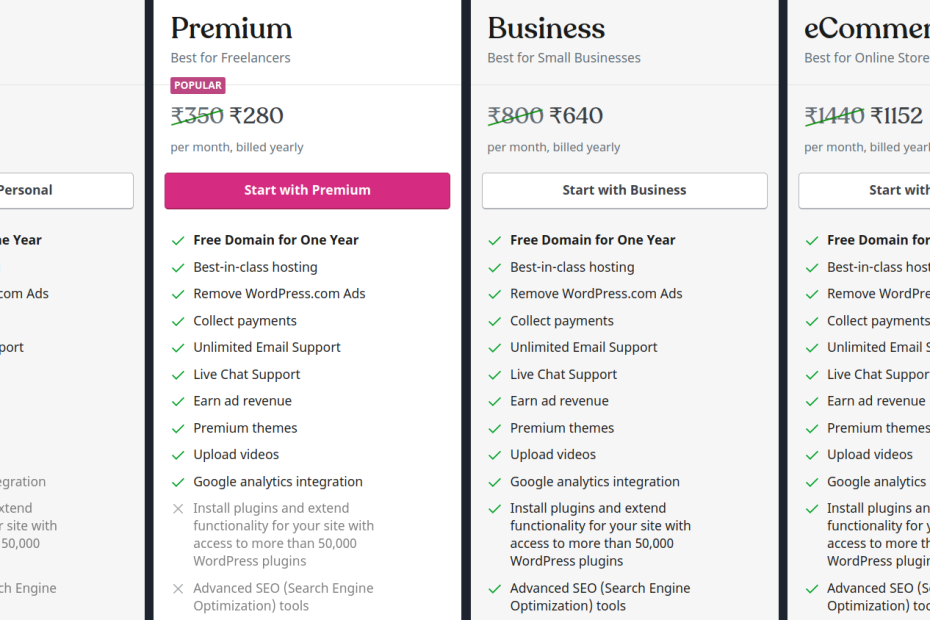 Personal
e Year
com Ads
port
egration
xtend
r site with
50,000
ch Engine
Premium
Best for Freelancers
POPULAR
₹350 ₹280
per month, billed yearly
Start with Premium
Free Domain for One Year
Best-in-class hosting
Remove WordPress.com Ads
Collect payments
Unlimited Email Support
Live Chat Support
Earn ad revenue
Premium themes
Upload videos
Google analytics integration
Install plugins and extend
functionality for your site with
access to more than 50,000
WordPress plugins
Advanced SEO (Search Engine
Optimization) tools
Business
Best for Small Businesses
₹800 ₹640
per month, billed yearly
Start with Business
Free Domain for One Year
Best-in-class hosting
Remove WordPress.com Ads
Collect payments
Unlimited Email Support
Live Chat Support
Earn ad revenue
Premium themes
Upload videos
Google analytics integration
Install plugins and extend
functionality for your site with
access to more than 50,000
WordPress plugins
Advanced SEO (Search Engine
Optimization) tools
eCommer
Best for Online Store
₹1440 ₹1152
per month, billed yearl
Start with
Free Domain for
Best-in-class host
Remove WordPre
Collect payments
Unlimited Email S
Live Chat Suppor
Earn ad revenue
Premium themes
Upload videos
Google analytics
Install plugins an
functionality for y
access to more th
WordPress plugin
Advanced SEO (S
Optimization) too